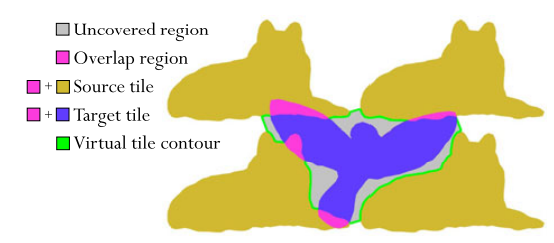 Uncovered region
Overlap region
+ Source tile
+ Target tile
Virtual tile contour